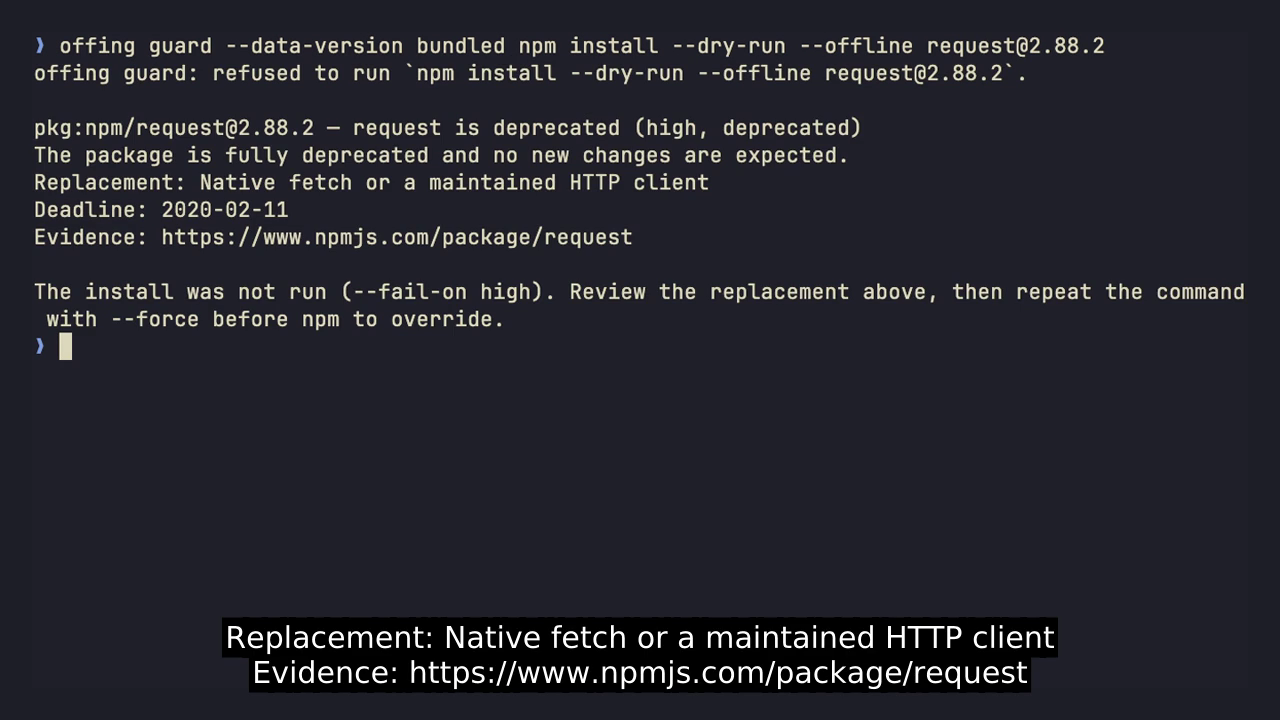 ❯ offing guard --data-version bundled npm install --dry-run --offline request@2.88.2
offing guard: refused to run `npm install --dry-run --offline request@2.88.2`.
pkg:npm/request@2.88.2 — request is deprecated (high, deprecated)
The package is fully deprecated and no new changes are expected.
Replacement: Native fetch or a maintained HTTP client
Deadline: 2020-02-11
Evidence: https://www.npmjs.com/package/request
The install was not run (--fail-on high). Review the replacement above, then repeat the command
with --force before npm to override.
❯
Replacement: Native fetch or a maintained HTTP client
Evidence: https://www.npmjs.com/package/request